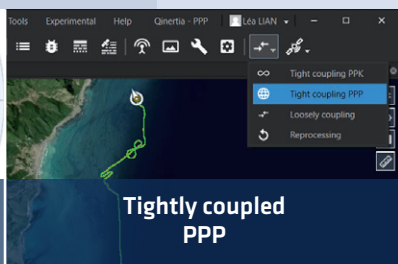 Tools Experimental Help Qinertia - PPP Léa LIAN
Tight coupling PPK
Tight coupling PPP
Loosely coupling
Reprocessing
Tightly coupled
PPP